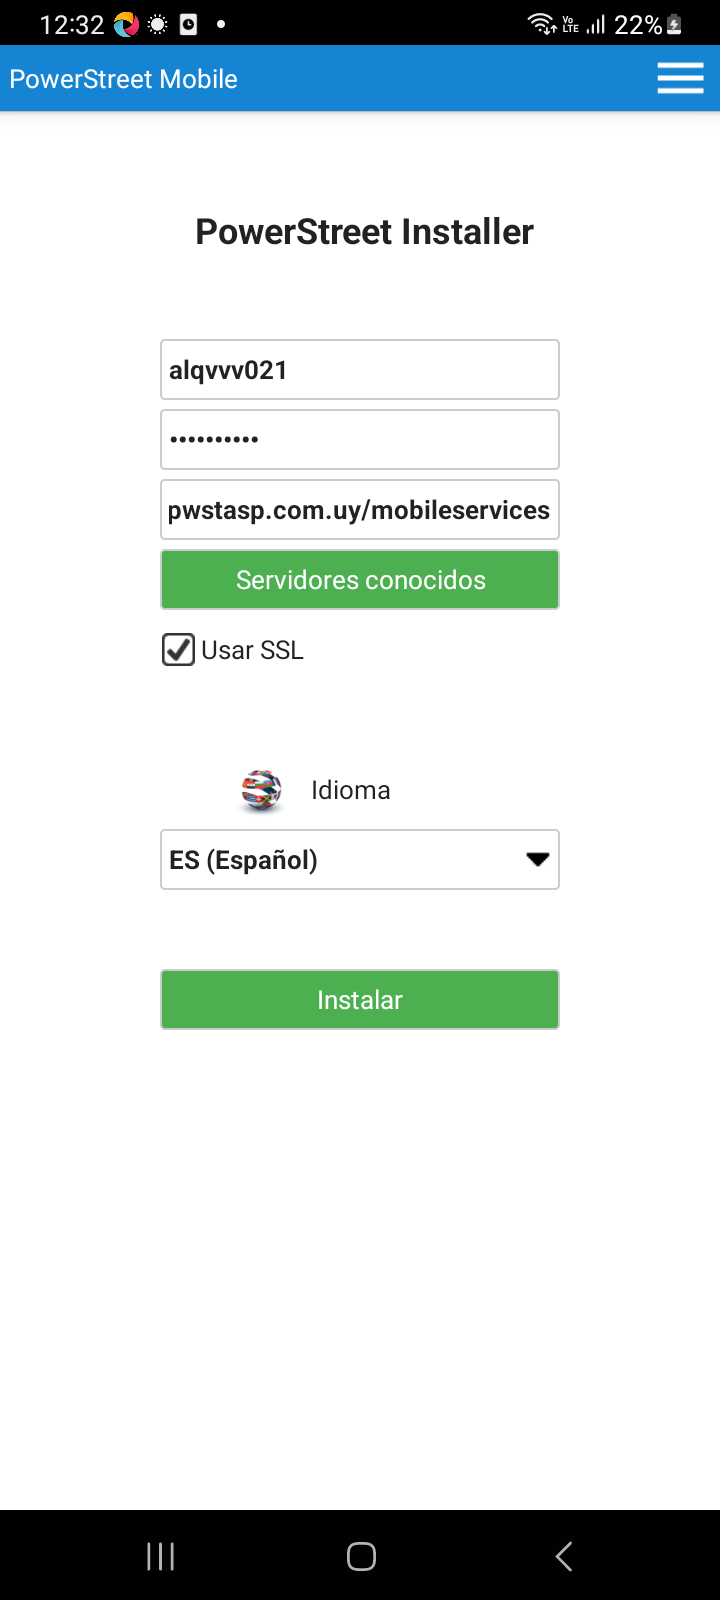 12:32
Vo LTE 22%
PowerStreet Mobile
PowerStreet Installer
alqvvv021
••••••••••
pwstasp.com.uy/mobileservices
Servidores conocidos
Usar SSL
Idioma
ES (Español)
Instalar